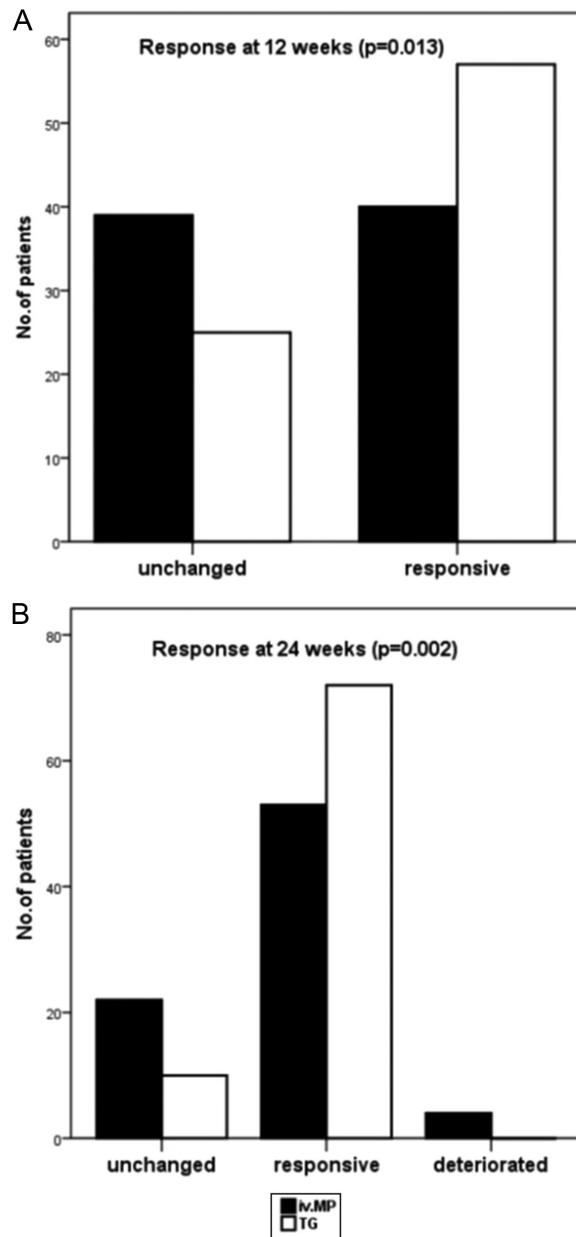 A
Response at 12 weeks (p=0.013)
No.of patients
60
50
40
30
20
10
0
unchanged responsive
B
Response at 24 weeks (p=0.002)
No.of patients
80
60
40
20
0
unchanged responsive deteriorated
iv.MP
TG